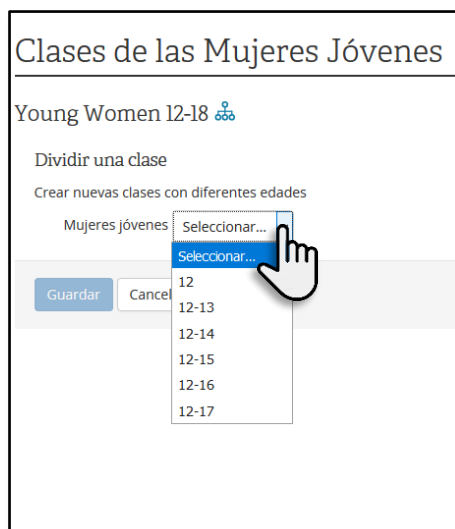 Clases de las Mujeres Jóvenes
Young Women 12-18
Dividir una clase
Crear nuevas clases con diferentes edades
Mujeres jóvenes Seleccionar...
Seleccionar...
12
Guardar Cancel
12-13
12-14
12-15
12-16
12-17